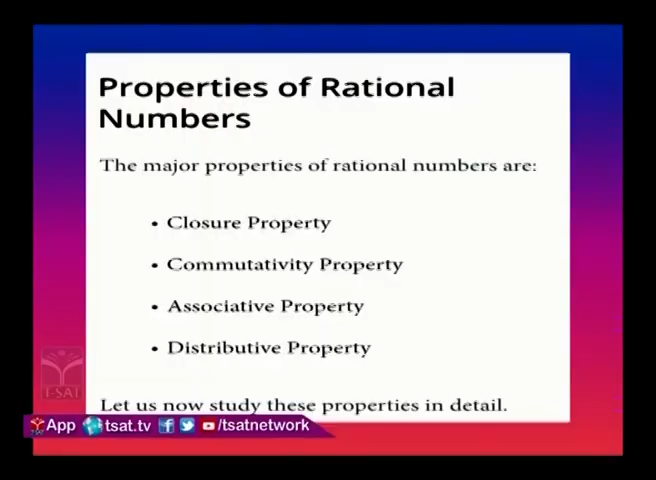 Properties of Rational
Numbers
The major properties of rational numbers are:
• Closure Property
• Commutativity Property
• Associative Property
• Distributive Property
T-SAT
Let us now study these properties in detail.
App tsat.tv /tsatnetwork